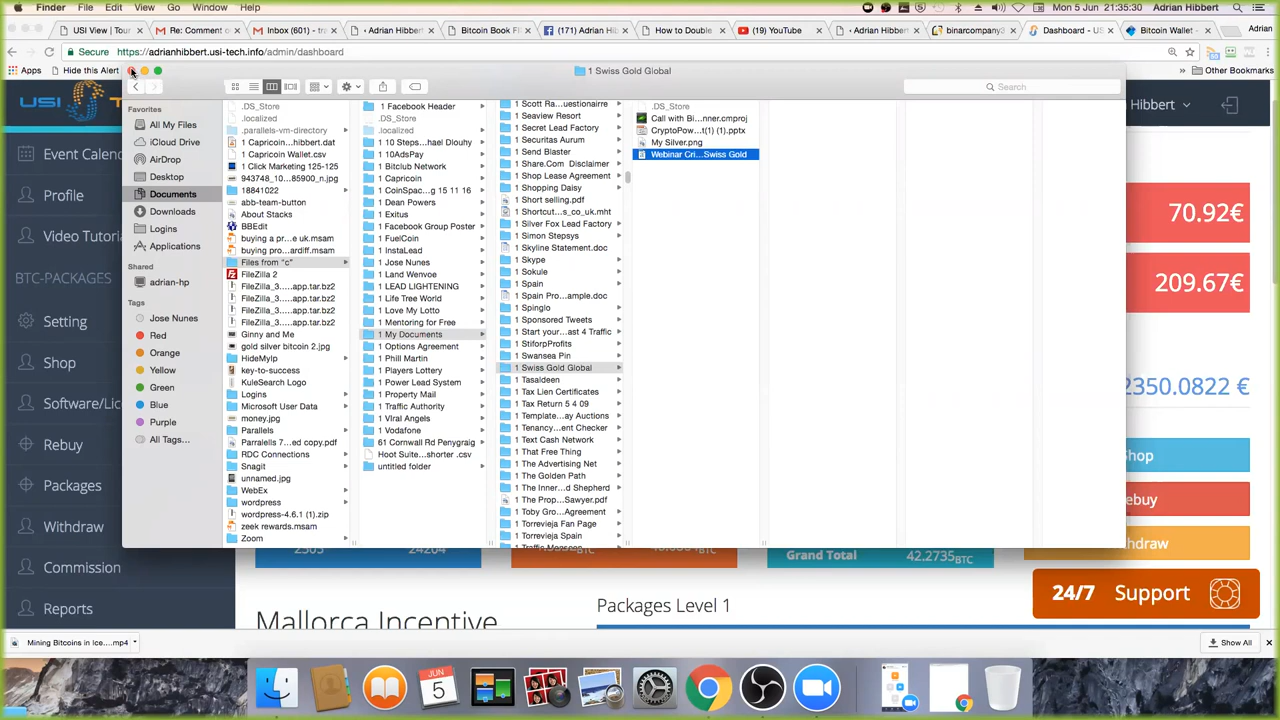 Finder File Edit View Go Window Help
Mon 5 Jun 21:35:30 Adrian Hibbert
USI View | Tour
Re: Comment o
Inbox (601) - a
‹ Adrian Hibber
Bitcoin Book Fl
(171) Adrian Hi
How to Double
(19) YouTube
‹ Adrian Hibber
binarcompany3
Dashboard - US
Bitcoin Wallet -
Adrian
Secure https://adrianhibbert.usi-tech.info/admin/dashboard
Apps Hide this Alert
» Other Bookmarks
1 Swiss Gold Global
Search
USI
Hibbert
Event Calen
Profile
Video Tutoria
BTC-PACKAGES
Setting
Shop
Software/Lic
Rebuy
Packages
Withdraw
Commission
Reports
Favorites
All My Files
iCloud Drive
AirDrop
Desktop
Documents
Downloads
Logins
Applications
Shared
adrian-hp
Tags
Jose Nunes
Red
Orange
Yellow
Green
Blue
Purple
All Tags...
.DS_Store
.localized
.parallels-vm-directory
1 Capricoin...hibbert.dat
1 Capricoin Wallet.csv
1 Click Marketing 125-125
943748_10...85900_n.jpg
18841022
abb-team-button
About Stacks
BBEdit
buying a pr...e uk.msam
buying pro...ardiff.msam
Files from "c"
FileZilla 2
FileZilla_3....app.tar.bz2
FileZilla_3....app.tar.bz2
FileZilla_3....app.tar.bz2
FileZilla_3....app.tar.bz2
Ginny and Me
gold silver bitcoin 2.jpg
HideMyIp
key-to-success
KuleSearch Logo
Logins
Microsoft User Data
money.jpg
Parallels
Parralells 7...ed copy.pdf
RDC Connections
Snagit
unnamed.jpg
WebEx
wordpress
wordpress-4.6.1 (1).zip
zeek rewards.msam
Zoom
1 Facebook Header
.DS_Store
.localized
1 10 Steps...hael Dlouhy
1 10AdsPay
1 Bitclub Network
1 Capricoin
1 CoinSpac...g 15 11 16
1 Dean Powers
1 Exitus
1 Facebook Group Poster
1 FuelCoin
1 InstaLead
1 Jose Nunes
1 Land Wenvoe
1 LEAD LIGHTENING
1 Life Tree World
1 Love My Lotto
1 Mentoring for Free
1 My Documents
1 Options Agreement
1 Phill Martin
1 Players Lottery
1 Power Lead System
1 Property Mail
1 Traffic Authority
1 Viral Angels
1 Vodafone
61 Cornwall Rd Penygraig
Hoot Suite...shorter .csv
untitled folder
1 Scott Ra...uestionairre
1 Seaview Resort
1 Secret Lead Factory
1 Securitas Aurum
1 Send Blaster
1 Share.Com Disclaimer
1 Shop Lease Agreement
1 Shopping Daisy
1 Short selling.pdf
1 Shortcut...s_co_uk.mht
1 Silver Fox Lead Factory
1 Simon Stepsys
1 Skyline Statement.doc
1 Skype
1 Sokule
1 Spain
1 Spain Pro...ample.doc
1 Spinglo
1 Sponsored Tweets
1 Start your...ast 4 Traffic
1 StiforpProfits
1 Swansea Pin
1 Swiss Gold Global
1 Tasaldeen
1 Tax Lien Certificates
1 Tax Return 5 4 09
1 Template...ay Auctions
1 Tenancy...ent Checker
1 Text Cash Network
1 That Free Thing
1 The Advertising Net
1 The Golden Path
1 The Inner...d Shepherd
1 The Prop...Sawyer.pdf
1 Toby Gro...Agreement
1 Torrevieja Fan Page
1 Torrevieja Spain
.DS_Store
Call with Bi...nner.cmproj
CryptoPow...t(1) (1).pptx
My Silver.png
Webinar Cri...Swiss Gold
70.92€
209.67€
2350.0822 €
Shop
ebuy
hdraw
Grand Total 42.2735BTC
24/7 Support
Mallorca Incentive
Packages Level 1
Mining Bitcoins in Ice....mp4
Show All
JUN
5